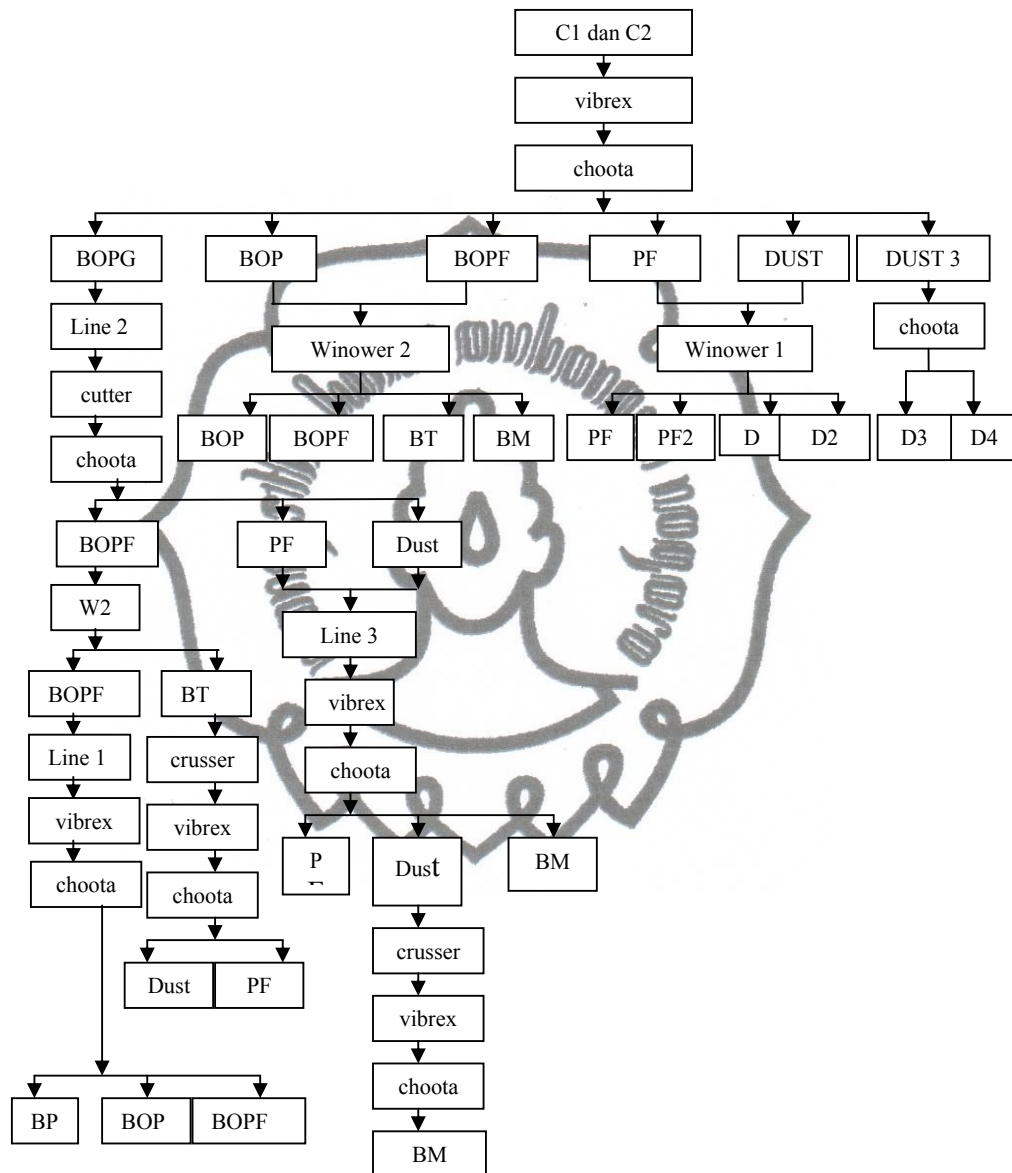 C1 dan C2
vibrex
choota
BOPG BOP BOPF PF DUST DUST 3
Line 2 Winower 2 Winower 1 choota
cutter
BOP BOPF BT BM PF PF2 D D2 D3 D4
choota
BOPF PF Dust
W2 Line 3
BOPF BT vibrex
Line 1 crusser choota
vibrex vibrex
P Dust BM
choota choota
crusser
Dust PF
vibrex
choota
BP BOP BOPF
BM